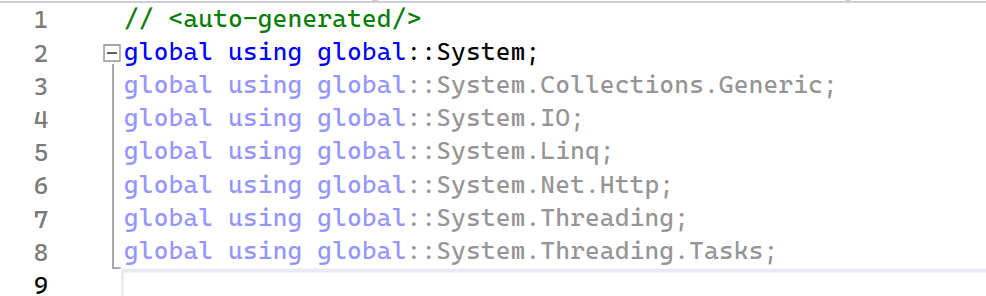 1 // <auto-generated/>
2 global using global::System;
3 global using global::System.Collections.Generic;
4 global using global::System.IO;
5 global using global::System.Linq;
6 global using global::System.Net.Http;
7 global using global::System.Threading;
8 global using global::System.Threading.Tasks;
9